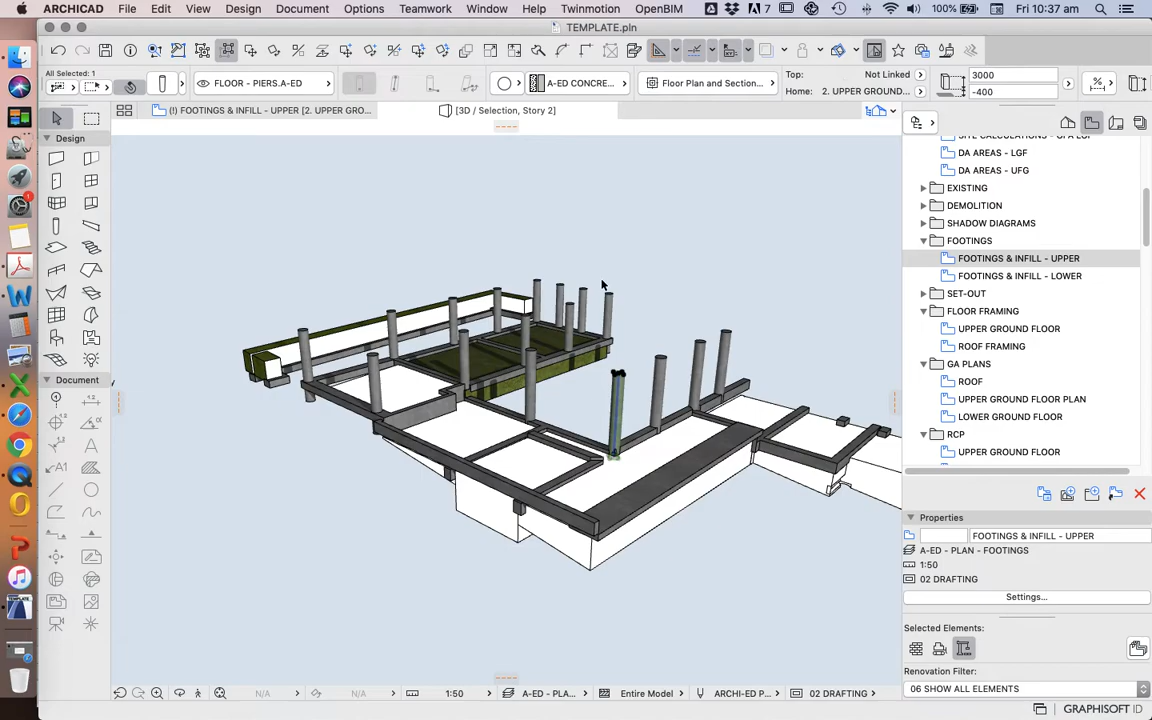 ARCHICAD File Edit View Design Document Options Teamwork Window Help Twinmotion OpenBIM 7 100% Fri 10:37 am
TEMPLATE.pln
All Selected: 1
FLOOR - PIERS.A-ED
A-ED CONCRE...
Floor Plan and Section...
Top: Not Linked
Home: 2. UPPER GROUND...
3000
-400
(!) FOOTINGS & INFILL - UPPER [2. UPPER GRO...
[3D / Selection, Story 2]
Design
Document
DA AREAS - LGF
DA AREAS - UFG
EXISTING
DEMOLITION
SHADOW DIAGRAMS
FOOTINGS
FOOTINGS & INFILL - UPPER
FOOTINGS & INFILL - LOWER
SET-OUT
FLOOR FRAMING
UPPER GROUND FLOOR
ROOF FRAMING
GA PLANS
ROOF
UPPER GROUND FLOOR PLAN
LOWER GROUND FLOOR
RCP
UPPER GROUND FLOOR
Properties
FOOTINGS & INFILL - UPPER
A-ED - PLAN - FOOTINGS
1:50
02 DRAFTING
Settings...
Selected Elements:
Renovation Filter:
06 SHOW ALL ELEMENTS
N/A N/A 1:50 A-ED - PLA... Entire Model ARCHI-ED P... 02 DRAFTING
GRAPHISOFT ID